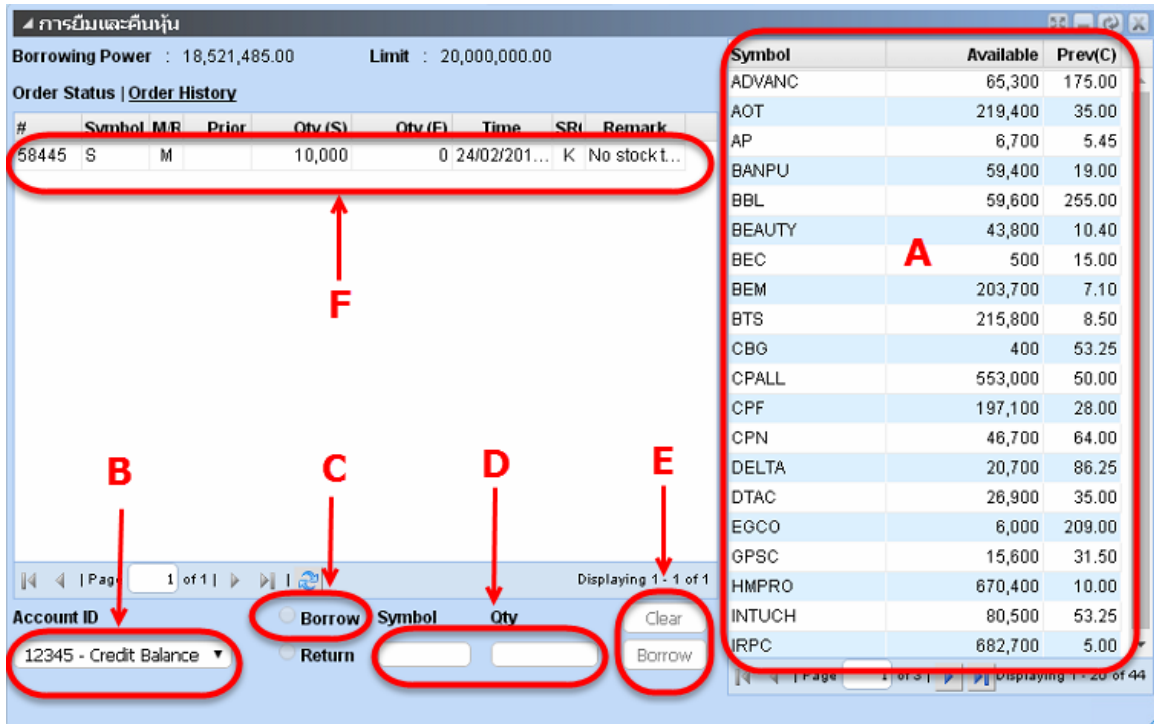 การยืมและคืนหุ้น
Borrowing Power : 18,521,485.00 Limit : 20,000,000.00
Order Status | Order History
# Symbol M/R Prior Qty (S) Qty (F) Time Remark
58445 S M 10,000 0 24/02/201... K No stock t...
F
B
C
D
E
| Page 1 of 1 | | Displaying 1 - 1 of 1
Account ID
12345 - Credit Balance
Borrow
Return
Symbol Qty
Clear
Borrow
Symbol Available Prev(C)
ADVANC 65,300 175.00
AOT 219,400 35.00
AP 6,700 5.45
BANPU 59,400 19.00
BBL 59,600 255.00
BEAUTY 43,800 10.40
A
BEC 500 15.00
BEM 203,700 7.10
BTS 215,800 8.50
CBG 400 53.25
CPALL 553,000 50.00
CPF 197,100 28.00
CPN 46,700 64.00
DELTA 20,700 86.25
DTAC 26,900 35.00
EGCO 6,000 209.00
GPSC 15,600 31.50
HMPRO 670,400 10.00
INTUCH 80,500 53.25
IRPC 682,700 5.00
| Page 1 of 3 | Displaying 1 - 20 of 44